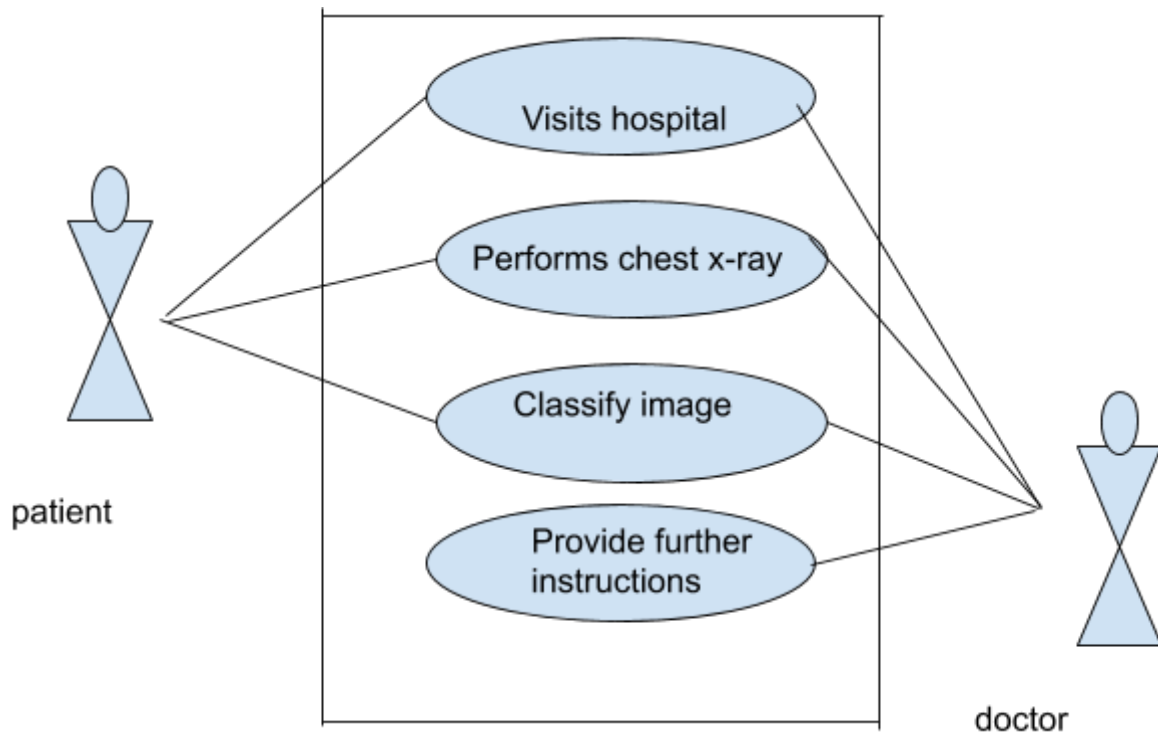 Visits hospital
Performs chest x-ray
Classify image
Provide further
instructions
patient
doctor